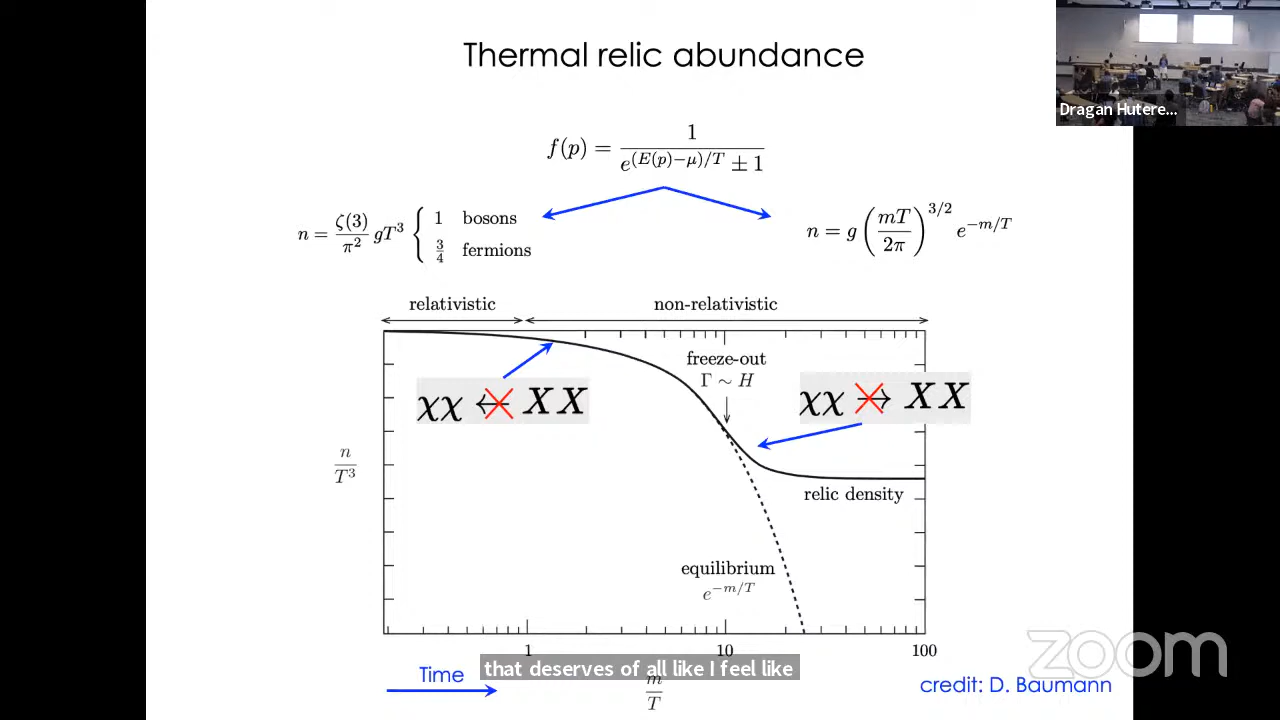 Thermal relic abundance
Dragan Hutere...
f(p) = 1 / (e^{(E(p)−μ)/T} ± 1)
n = ζ(3)/π² gT³ { 1 bosons
3/4 fermions
n = g (mT/2π)^{3/2} e^{−m/T}
relativistic
non-relativistic
freeze-out
Γ ∼ H
χχ ← X X
χχ → X X
n/T³
relic density
equilibrium
e^{−m/T}
1 10 100
Time
that deserves of all like I feel like
m/T
zoom
credit: D. Baumann